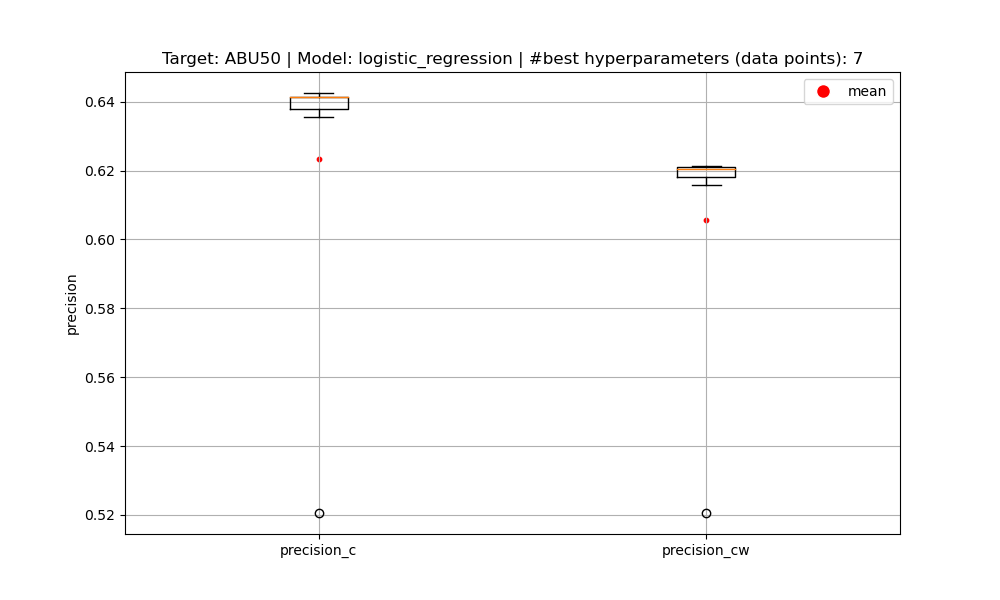 Target: ABU50 | Model: logistic_regression | #best hyperparameters (data points): 7
mean
0.64
0.62
0.60
0.58
0.56
0.54
0.52
precision
precision_c
precision_cw